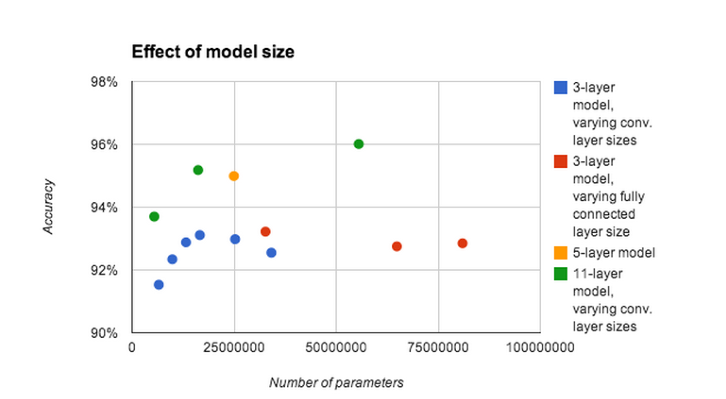 Effect of model size
98%
96%
94%
92%
90%
Accuracy
0 25000000 50000000 75000000 100000000
Number of parameters
3-layer
model,
varying conv.
layer sizes
3-layer
model,
varying fully
connected
layer size
5-layer model
11-layer
model,
varying conv.
layer sizes